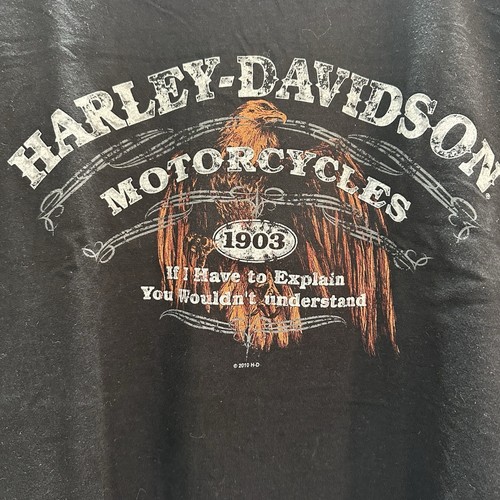 HARLEY-DAVIDSON
MOTORCYCLES
1903
If I Have to Explain
You Wouldn't understand
© 2010 H-D